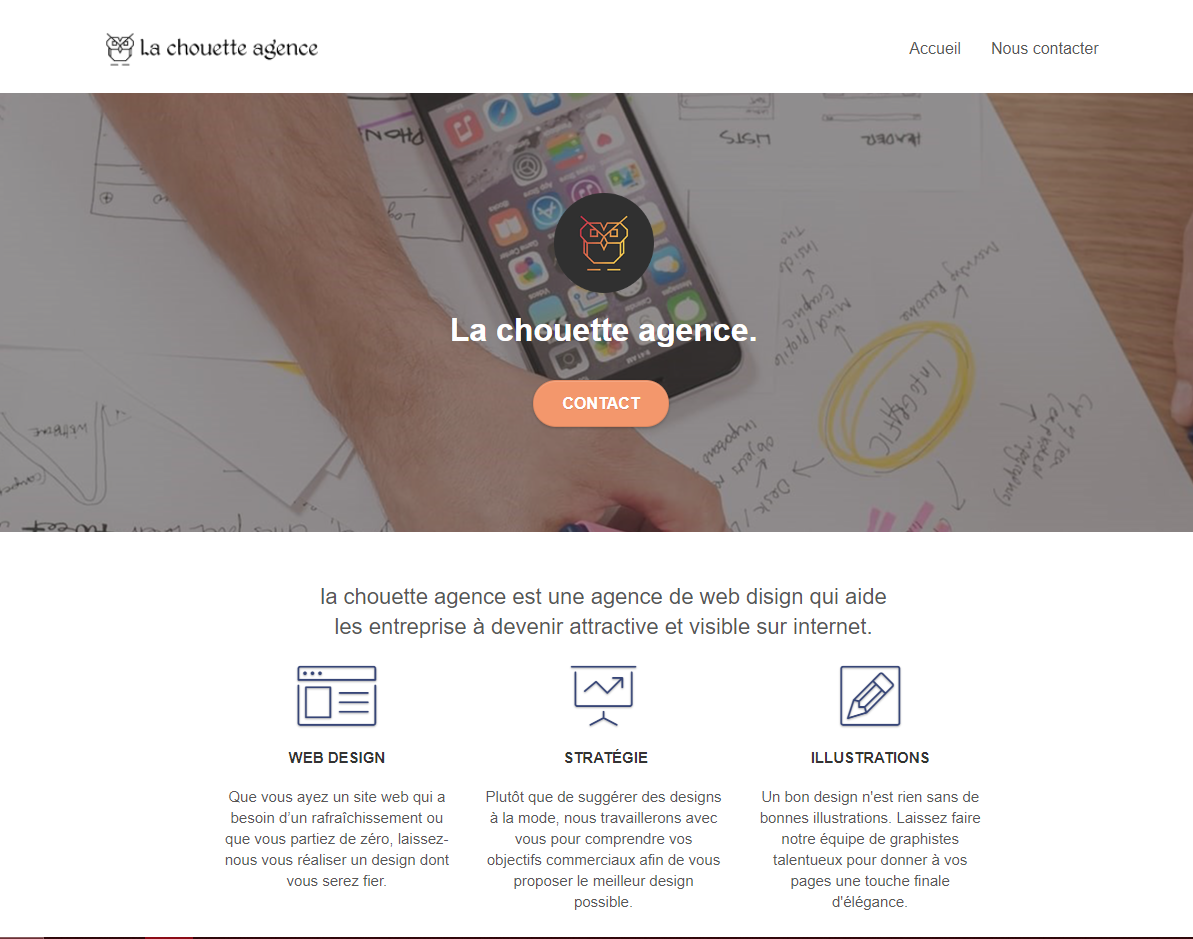 La chouette agence
Accueil Nous contacter
PHON
LISTS
HEADER
La chouette agence.
CONTACT
INFOGRAFIC
la chouette agence est une agence de web disign qui aide
les entreprise à devenir attractive et visible sur internet.
WEB DESIGN
Que vous ayez un site web qui a
besoin d’un rafraîchissement ou
que vous partiez de zéro, laissez-
nous vous réaliser un design dont
vous serez fier.
STRATÉGIE
Plutôt que de suggérer des designs
à la mode, nous travaillerons avec
vous pour comprendre vos
objectifs commerciaux afin de vous
proposer le meilleur design
possible.
ILLUSTRATIONS
Un bon design n'est rien sans de
bonnes illustrations. Laissez faire
notre équipe de graphistes
talentueux pour donner à vos
pages une touche finale
d'élégance.